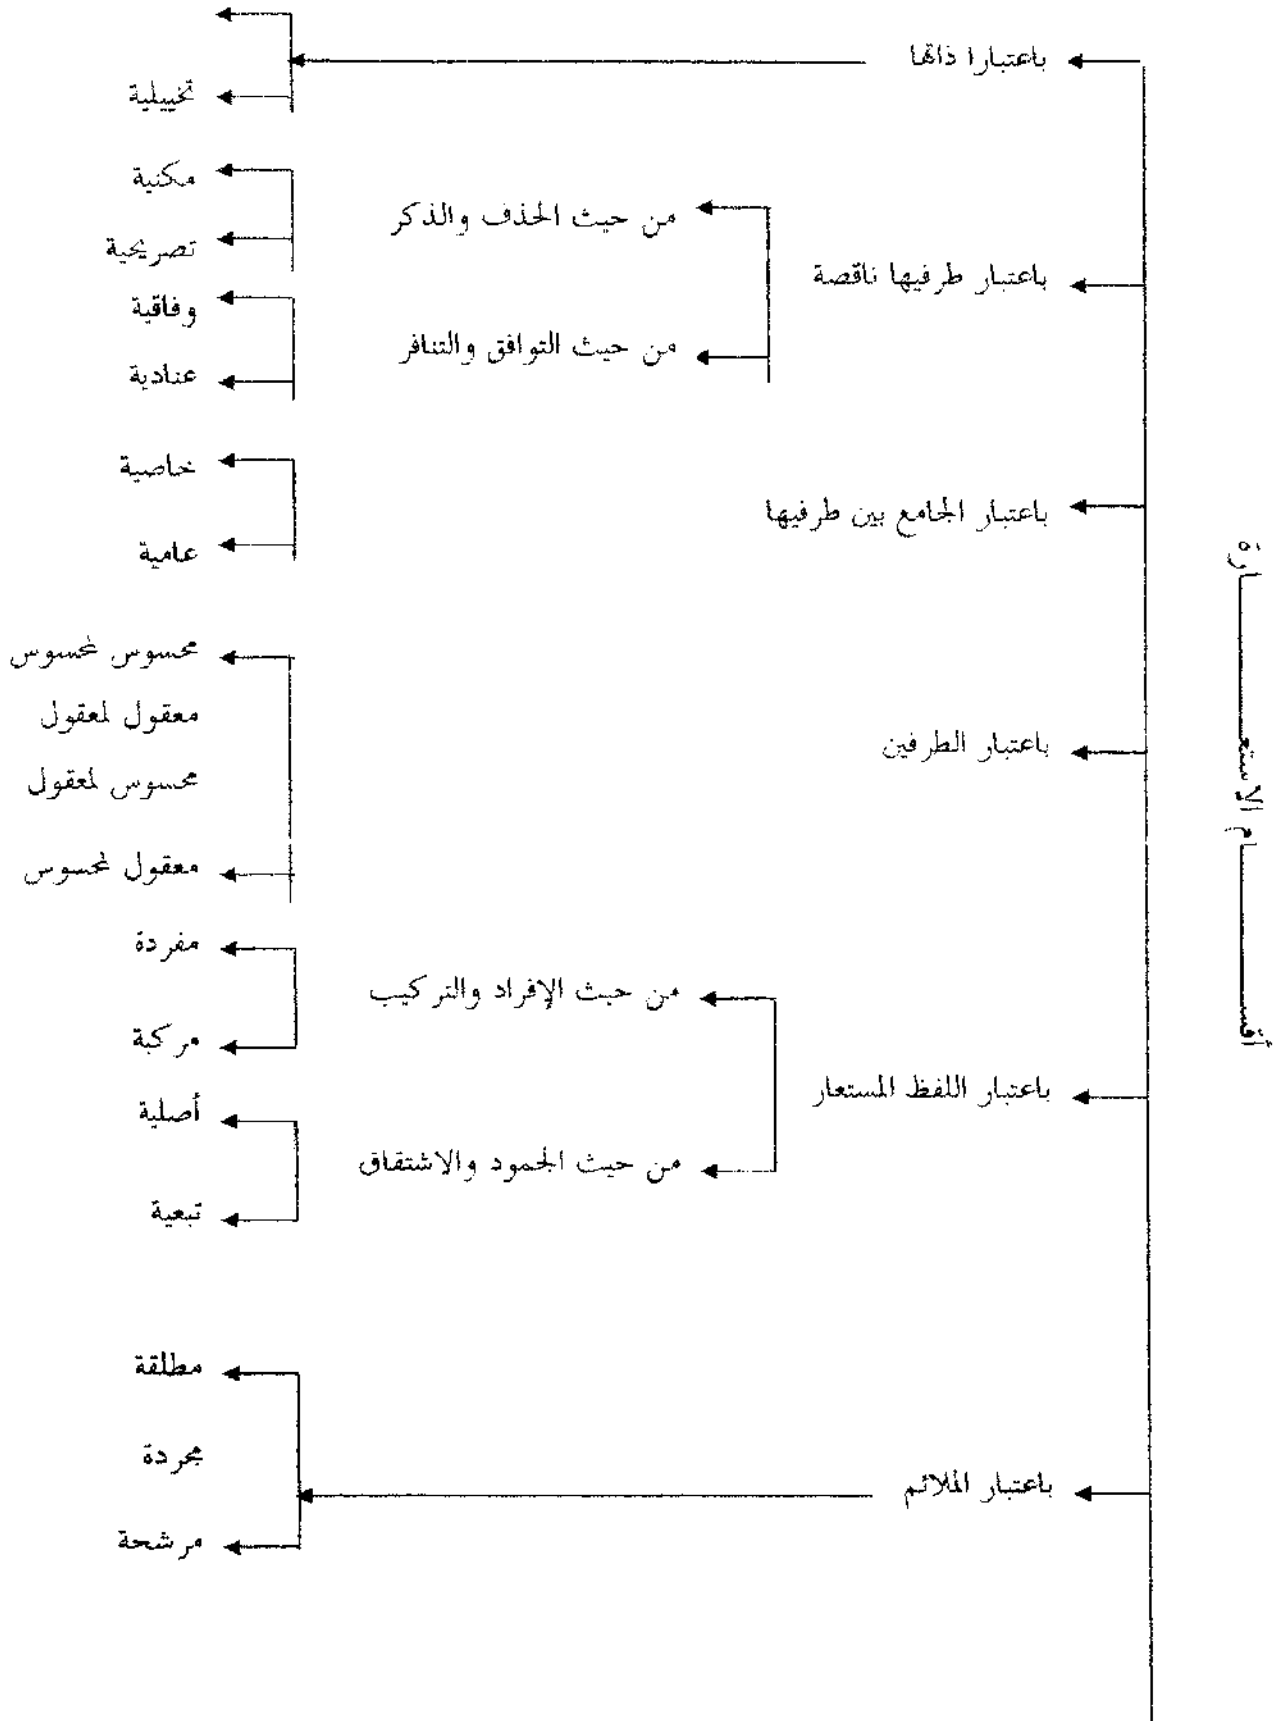 أقسام الاستعارة
باعتبارا ذاتها
تخييلية
باعتبار طرفيها ناقصة
من حيث الحذف والذكر
مكنية
تصريحية
من حيث التوافق والتنافر
وفاقية
عنادية
باعتبار الجامع بين طرفيها
خاصية
عامية
باعتبار الطرفين
محسوس لمحسوس
معقول لمعقول
محسوس لمعقول
معقول لمحسوس
باعتبار اللفظ المستعار
من حيث الإفراد والتركيب
مفردة
مركبة
من حيث الجمود والاشتقاق
أصلية
تبعية
باعتبار الملائم
مطلقة
مجردة
مرشحة